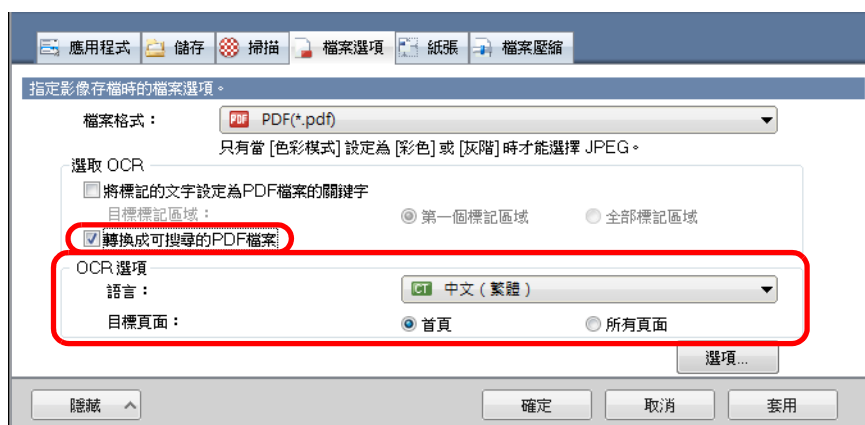 應用程式 儲存 掃描 檔案選項 紙張 檔案壓縮
指定影像存檔時的檔案選項。
檔案格式： PDF PDF(*.pdf)
只有當 [色彩模式] 設定為 [彩色] 或 [灰階] 時才能選擇 JPEG。
選取 OCR
將標記的文字設定為PDF檔案的關鍵字
目標標記區域： 第一個標記區域 全部標記區域
轉換成可搜尋的PDF檔案
OCR 選項
語言： CT 中文（繁體）
目標頁面： 首頁 所有頁面
選項...
隱藏 確定 取消 套用